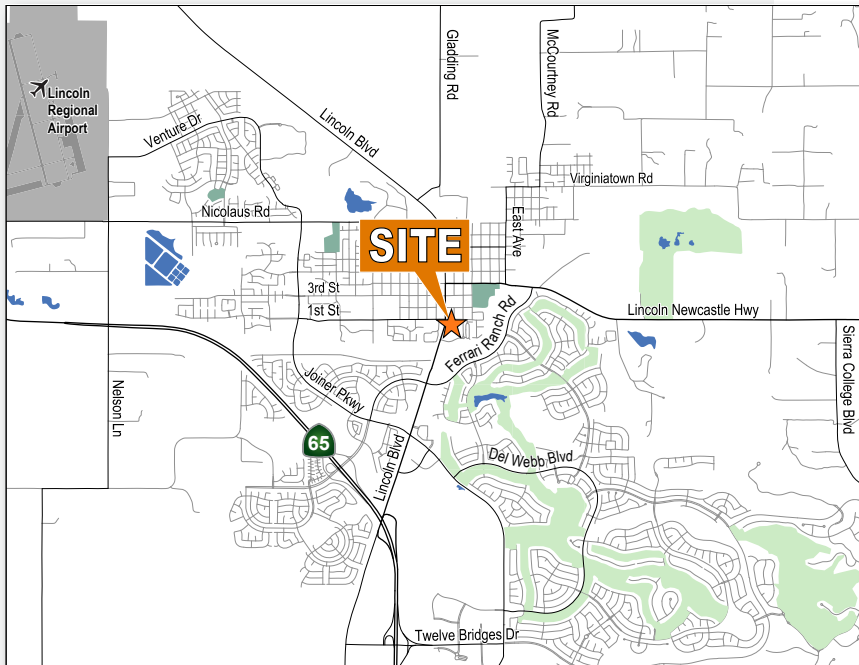 Lincoln
Regional
Airport
Venture Dr
Lincoln Blvd
Gladding Rd
McCourtney Rd
Virginiatown Rd
Nicolaus Rd
East Ave
SITE
3rd St
1st St
Lincoln Newcastle Hwy
Ferrari Ranch Rd
Sierra College Blvd
Nelson Ln
Joiner Pkwy
65
Lincoln Blvd
Del Webb Blvd
Twelve Bridges Dr